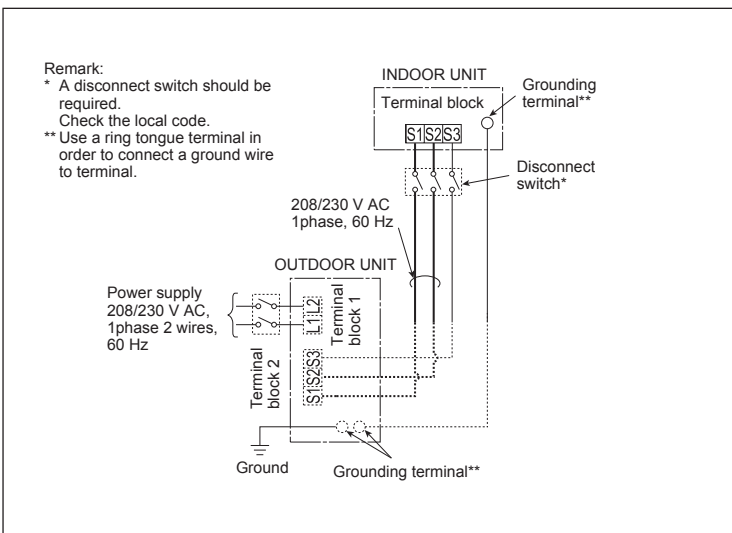 Remark:
* A disconnect switch should be
required.
Check the local code.
** Use a ring tongue terminal in
order to connect a ground wire
to terminal.
INDOOR UNIT
Terminal block
S1 S2 S3
Grounding
terminal**
Disconnect
switch*
208/230 V AC
1phase, 60 Hz
OUTDOOR UNIT
Power supply
208/230 V AC,
1phase 2 wires,
60 Hz
L1 L2
Terminal
block 1
Terminal
block 2
S1 S2 S3
Ground
Grounding terminal**